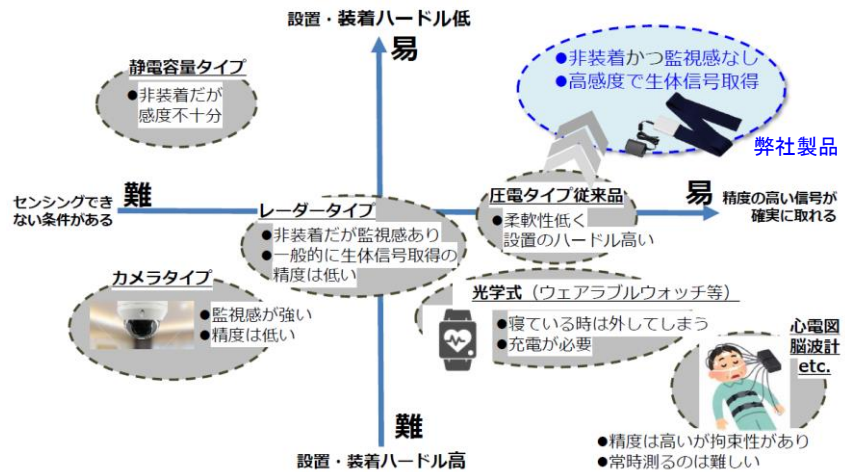 設置・装着ハードル低
易
静電容量タイプ
●非装着だが
感度不十分
●非装着かつ監視感なし
●高感度で生体信号取得
弊社製品
センシングでき
ない条件がある
難
易
精度の高い信号が
確実に取れる
レーダータイプ
●非装着だが監視感あり
●一般的に生体信号取得の
精度は低い
圧電タイプ従来品
●柔軟性低く
設置のハードル高い
カメラタイプ
●監視感が強い
●精度は低い
光学式（ウェアラブルウォッチ等）
●寝ている時は外してしまう
●充電が必要
心電図
脳波計
etc.
●精度は高いが拘束性があり
●常時測るのは難しい
難
設置・装着ハードル高